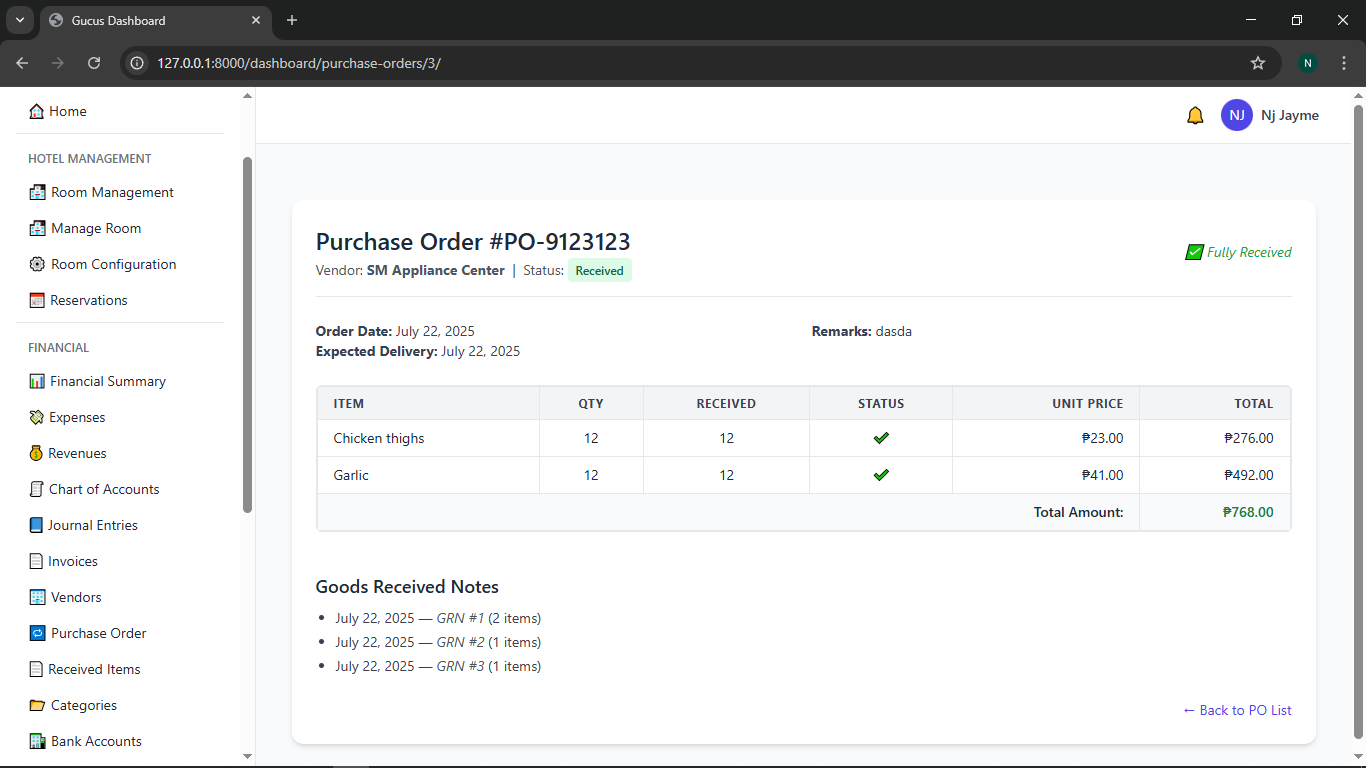 Gucus Dashboard
127.0.0.1:8000/dashboard/purchase-orders/3/
N
Home
HOTEL MANAGEMENT
Room Management
Manage Room
Room Configuration
Reservations
FINANCIAL
Financial Summary
Expenses
Revenues
Chart of Accounts
Journal Entries
Invoices
Vendors
Purchase Order
Received Items
Categories
Bank Accounts
NJ Nj Jayme
Purchase Order #PO-9123123
Vendor: SM Appliance Center | Status: Received
✅ Fully Received
Order Date: July 22, 2025
Expected Delivery: July 22, 2025
Remarks: dasda
ITEM QTY RECEIVED STATUS UNIT PRICE TOTAL
Chicken thighs 12 12 ✔ ₱23.00 ₱276.00
Garlic 12 12 ✔ ₱41.00 ₱492.00
Total Amount: ₱768.00
Goods Received Notes
• July 22, 2025 — GRN #1 (2 items)
• July 22, 2025 — GRN #2 (1 items)
• July 22, 2025 — GRN #3 (1 items)
← Back to PO List